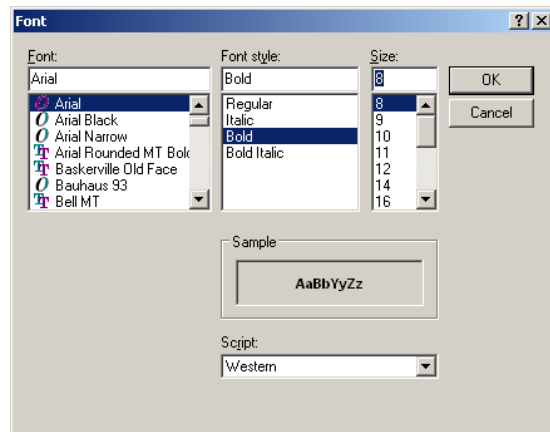 Font
Font:
Arial
Arial
Arial Black
Arial Narrow
Arial Rounded MT Bolc
Baskerville Old Face
Bauhaus 93
Bell MT
Font style:
Bold
Regular
Italic
Bold
Bold Italic
Size:
8
8
9
10
11
12
14
16
OK
Cancel
Sample
AaBbYyZz
Script:
Western